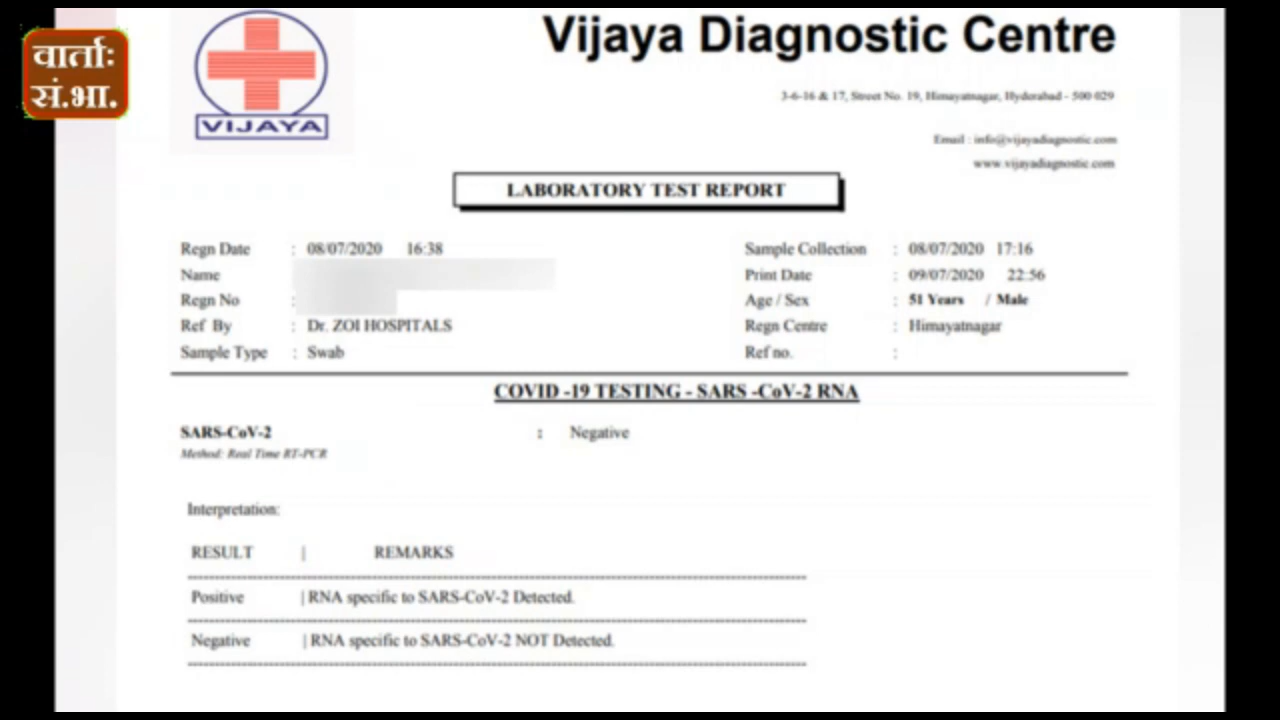 वार्ताः
सं.भा.
VIJAYA
Vijaya Diagnostic Centre
3-6-16 & 17, Street No. 19, Himayatnagar, Hyderabad - 500 029
Email : info@vijayadiagnostic.com
www.vijayadiagnostic.com
LABORATORY TEST REPORT
Regn Date : 08/07/2020 16:38 Sample Collection : 08/07/2020 17:16
Name Print Date : 09/07/2020 22:56
Regn No : Age / Sex : 51 Years / Male
Ref By : Dr. ZOI HOSPITALS Regn Centre : Himayatnagar
Sample Type : Swab Ref no. :
COVID -19 TESTING - SARS -CoV-2 RNA
SARS-CoV-2 : Negative
Method: Real Time RT-PCR
Interpretation:
RESULT | REMARKS
Positive | RNA specific to SARS-CoV-2 Detected.
Negative | RNA specific to SARS-CoV-2 NOT Detected.